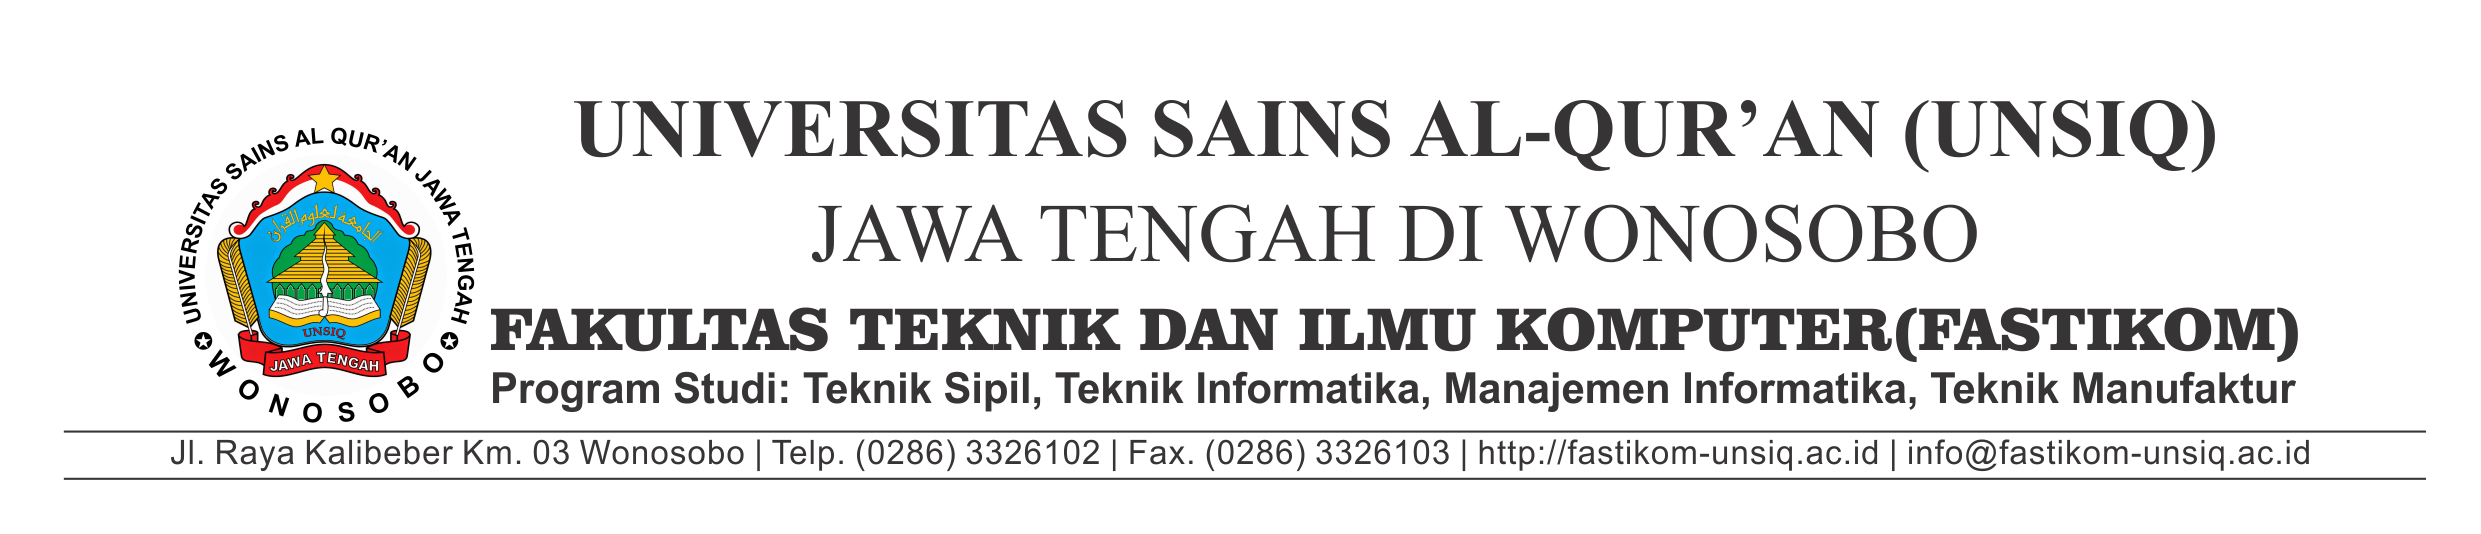 UNIVERSITAS SAINS AL-QUR’AN (UNSIQ)
JAWA TENGAH DI WONOSOBO
FAKULTAS TEKNIK DAN ILMU KOMPUTER(FASTIKOM)
Program Studi: Teknik Sipil, Teknik Informatika, Manajemen Informatika, Teknik Manufaktur
Jl. Raya Kalibeber Km. 03 Wonosobo | Telp. (0286) 3326102 | Fax. (0286) 3326103 | http://fastikom-unsiq.ac.id | info@fastikom-unsiq.ac.id
UNIVERSITAS SAINS AL QUR’AN JAWA TENGAH
الجامعة لعلوم القرآن
UNSIQ
JAWA TENGAH
WONOSOBO